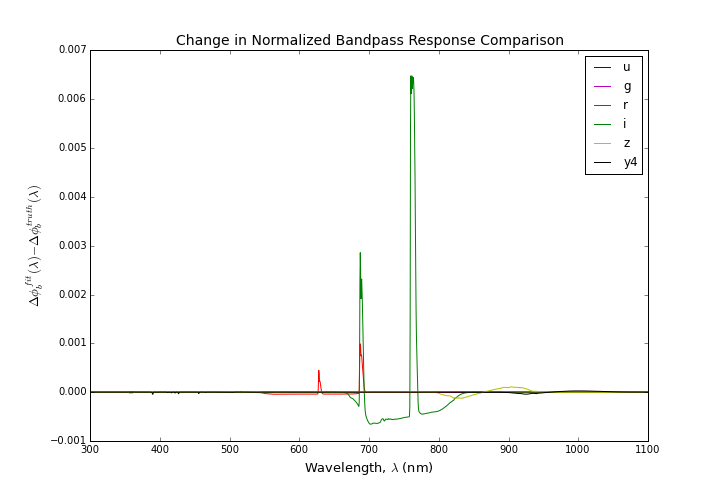 Change in Normalized Bandpass Response Comparison
0.007
0.006
0.005
0.004
0.003
0.002
0.001
0.000
−0.001
Δϕ_b^{fit}(λ)−Δϕ_b^{truth}(λ)
u
g
r
i
z
y4
300 400 500 600 700 800 900 1000 1100
Wavelength, λ (nm)